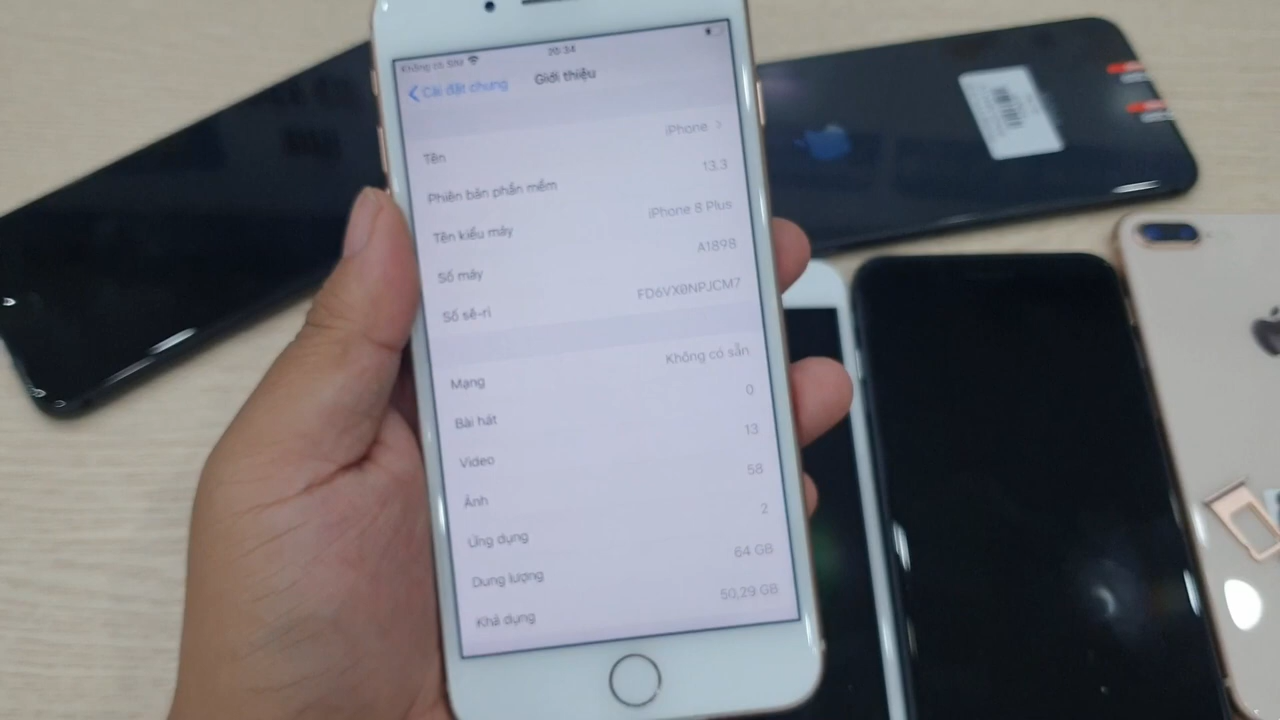 Không có SIM
20:34
Cài đặt chung
Giới thiệu
Tên
iPhone
Phiên bản phần mềm
13.3
Tên kiểu máy
iPhone 8 Plus
Số máy
A1898
Số sê-ri
FD6VX0NPJCM7
Mạng
Không có sẵn
Bài hát
0
Video
13
Ảnh
58
Ứng dụng
2
Dung lượng
64 GB
Khả dụng
50,29 GB